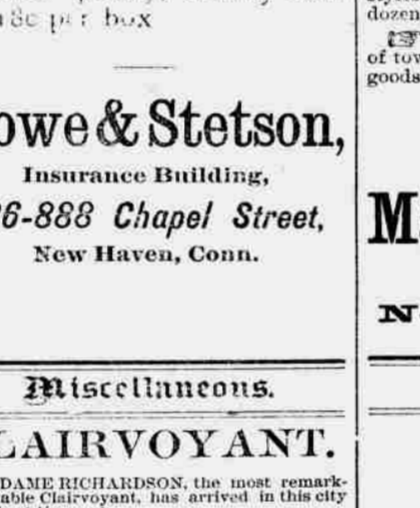 8c per box
owe & Stetson,
Insurance Building,
6-888 Chapel Street,
New Haven, Conn.
Miscellaneous.
LAIRVOYANT.
DAME RICHARDSON, the most remark-
able Clairvoyant, has arrived in this city
dozen
of tow
goods
M
N